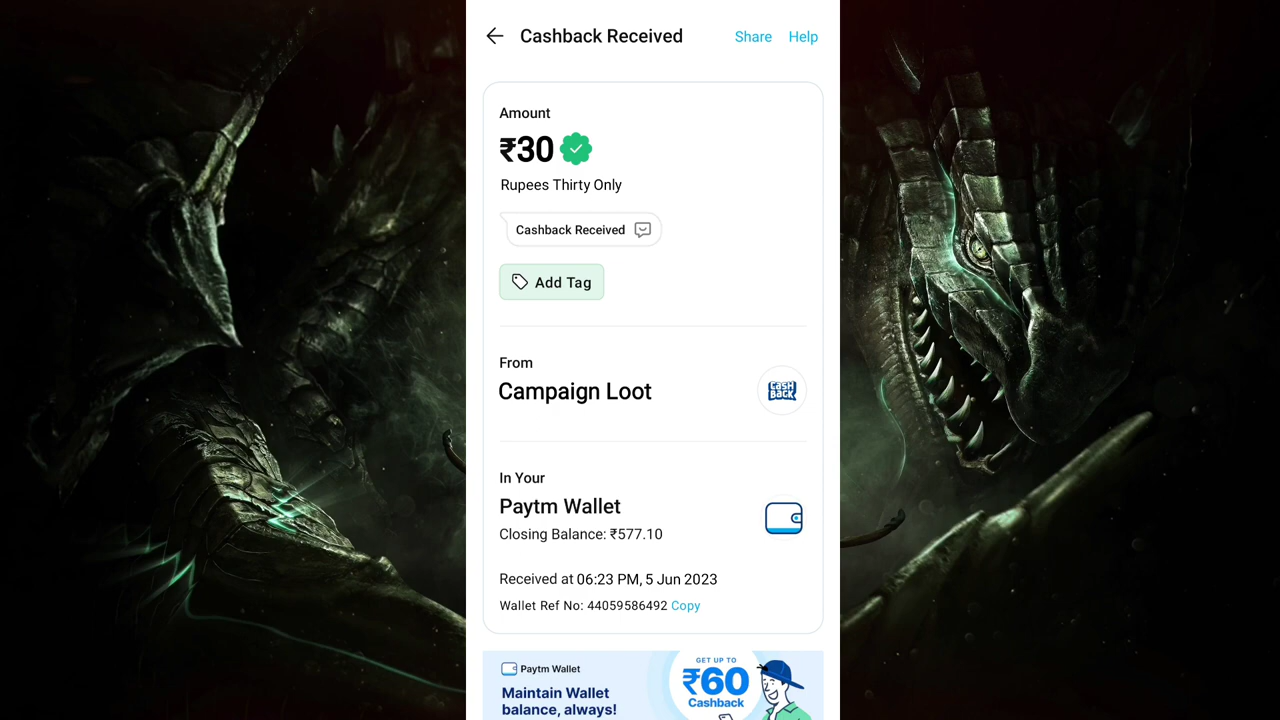 Cashback Received
Share Help
Amount
₹30
Rupees Thirty Only
Cashback Received
Add Tag
From
Campaign Loot
CASH
BACK
In Your
Paytm Wallet
Closing Balance: ₹577.10
Received at 06:23 PM, 5 Jun 2023
Wallet Ref No: 44059586492 Copy
Paytm Wallet
Maintain Wallet
balance, always!
GET UP TO
₹60
Cashback